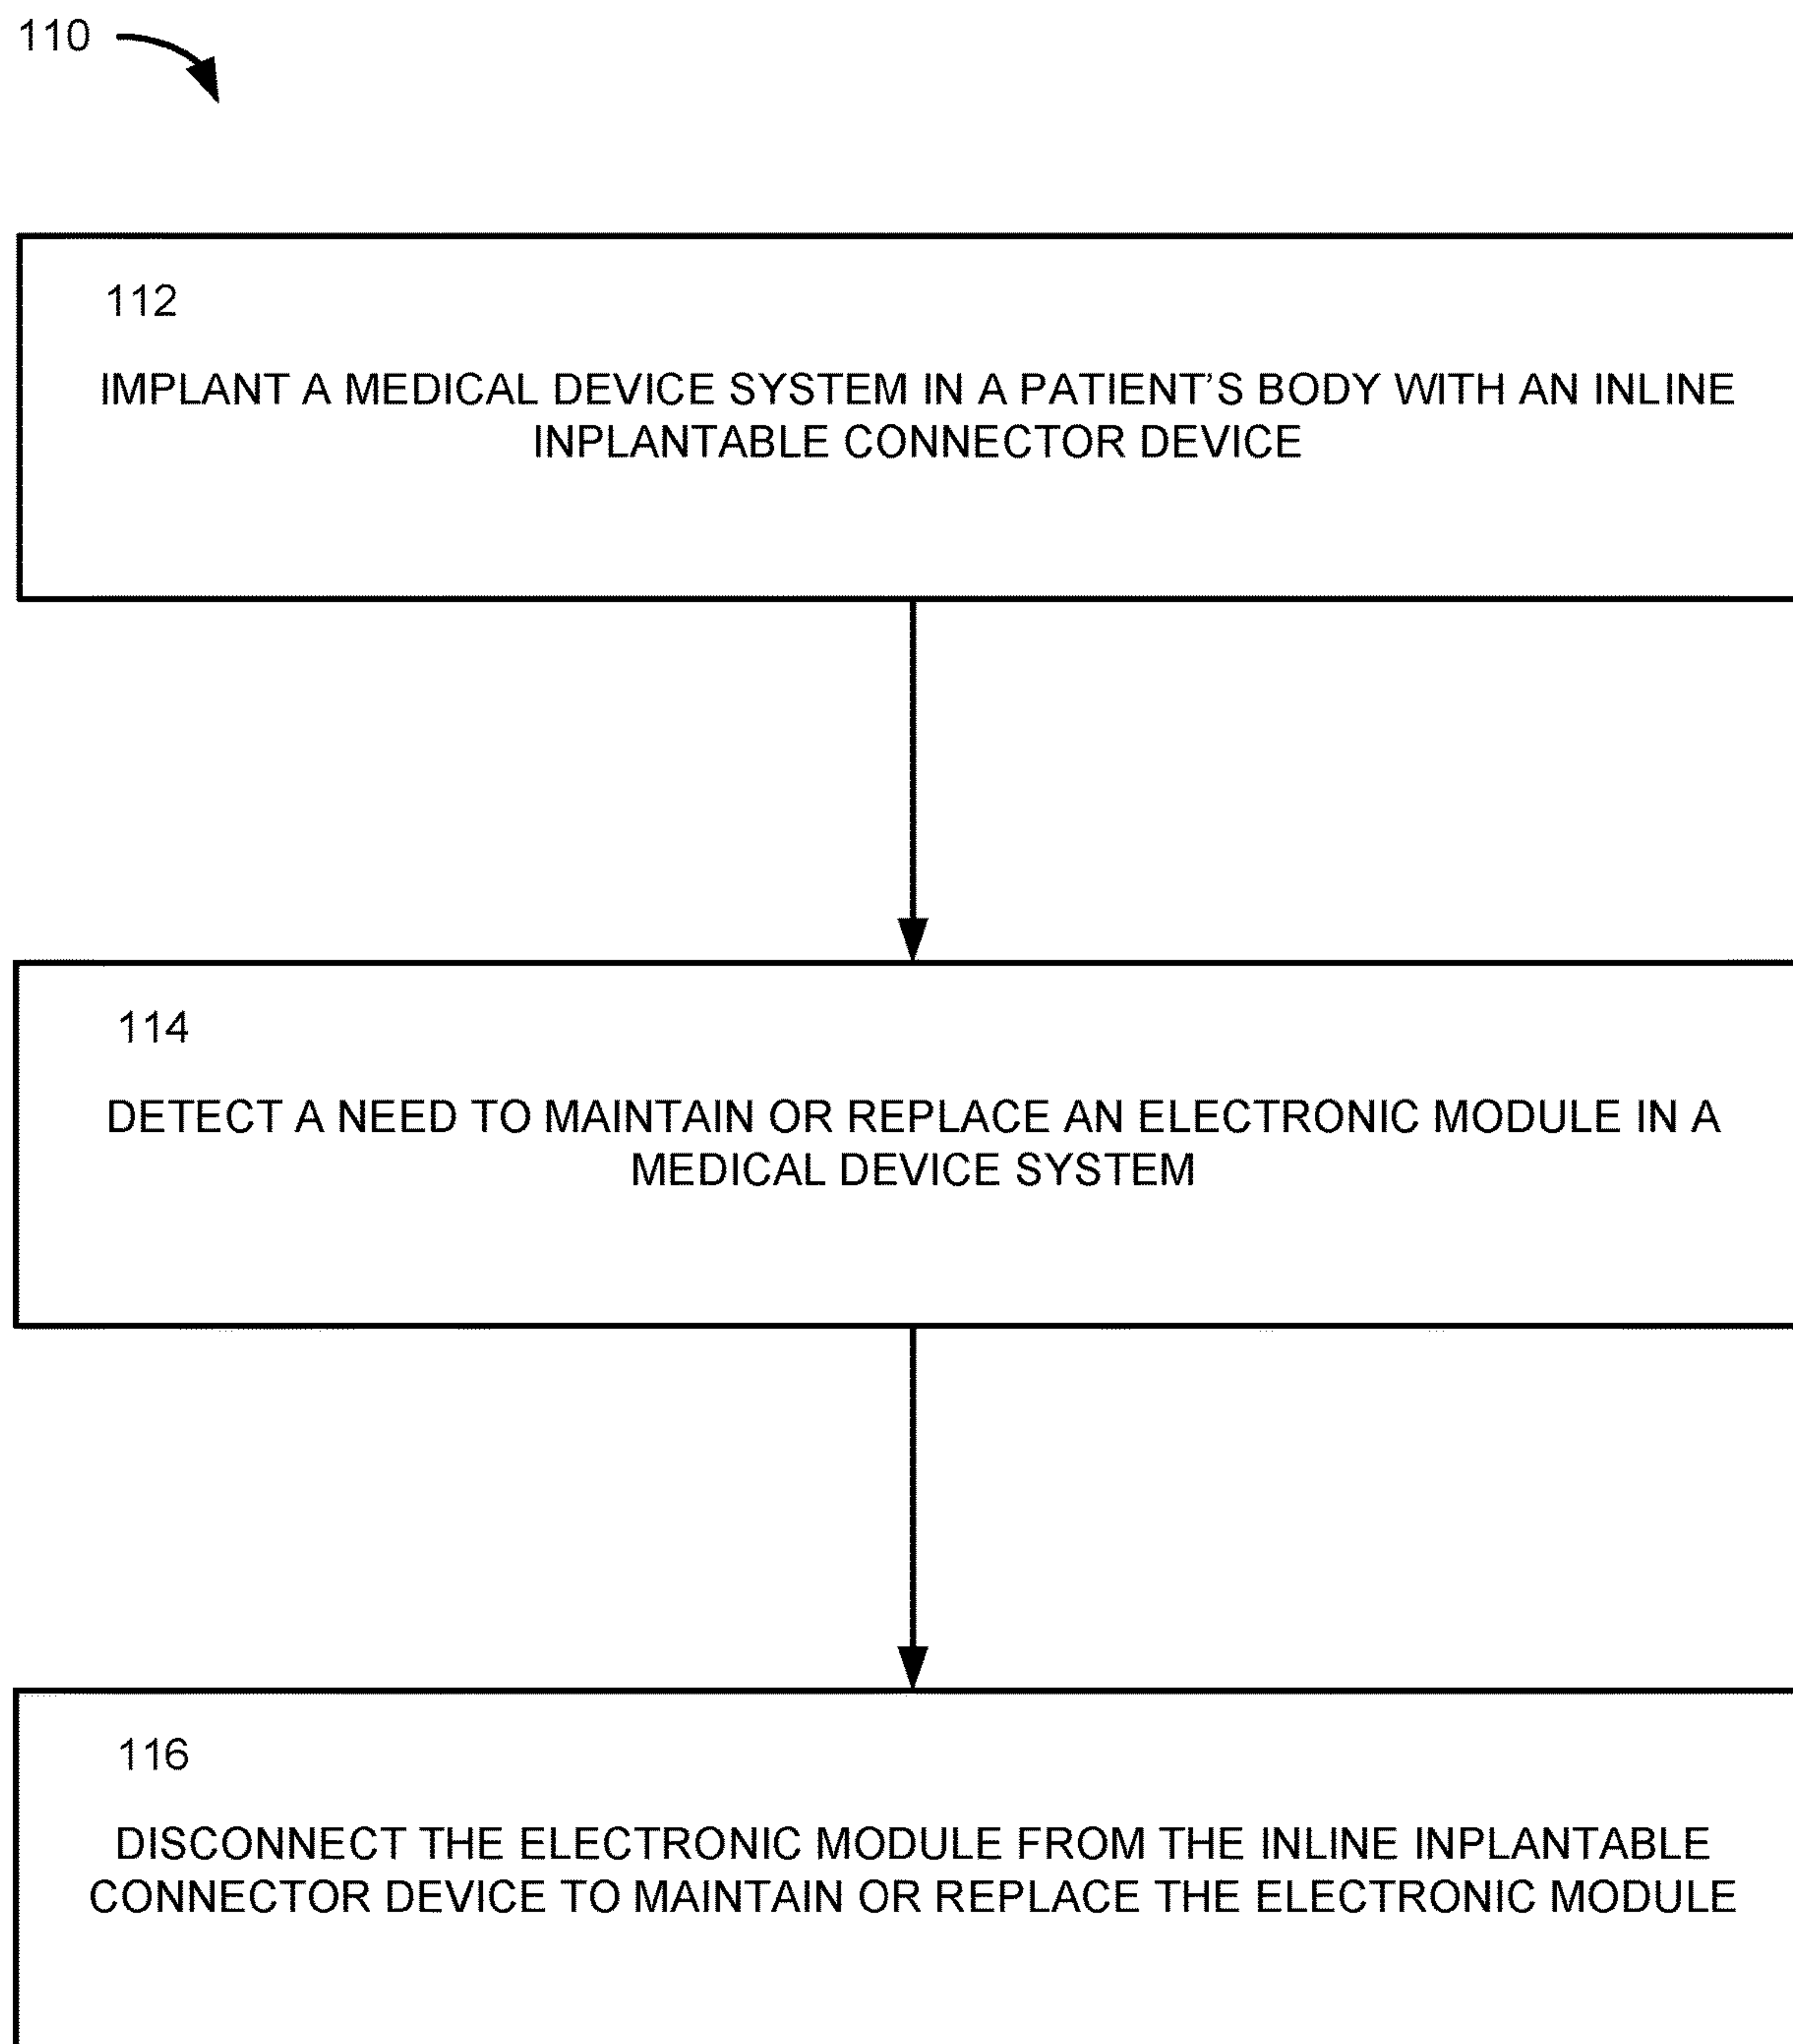 110
112
IMPLANT A MEDICAL DEVICE SYSTEM IN A PATIENT'S BODY WITH AN INLINE
INPLANTABLE CONNECTOR DEVICE
114
DETECT A NEED TO MAINTAIN OR REPLACE AN ELECTRONIC MODULE IN A
MEDICAL DEVICE SYSTEM
116
DISCONNECT THE ELECTRONIC MODULE FROM THE INLINE INPLANTABLE
CONNECTOR DEVICE TO MAINTAIN OR REPLACE THE ELECTRONIC MODULE